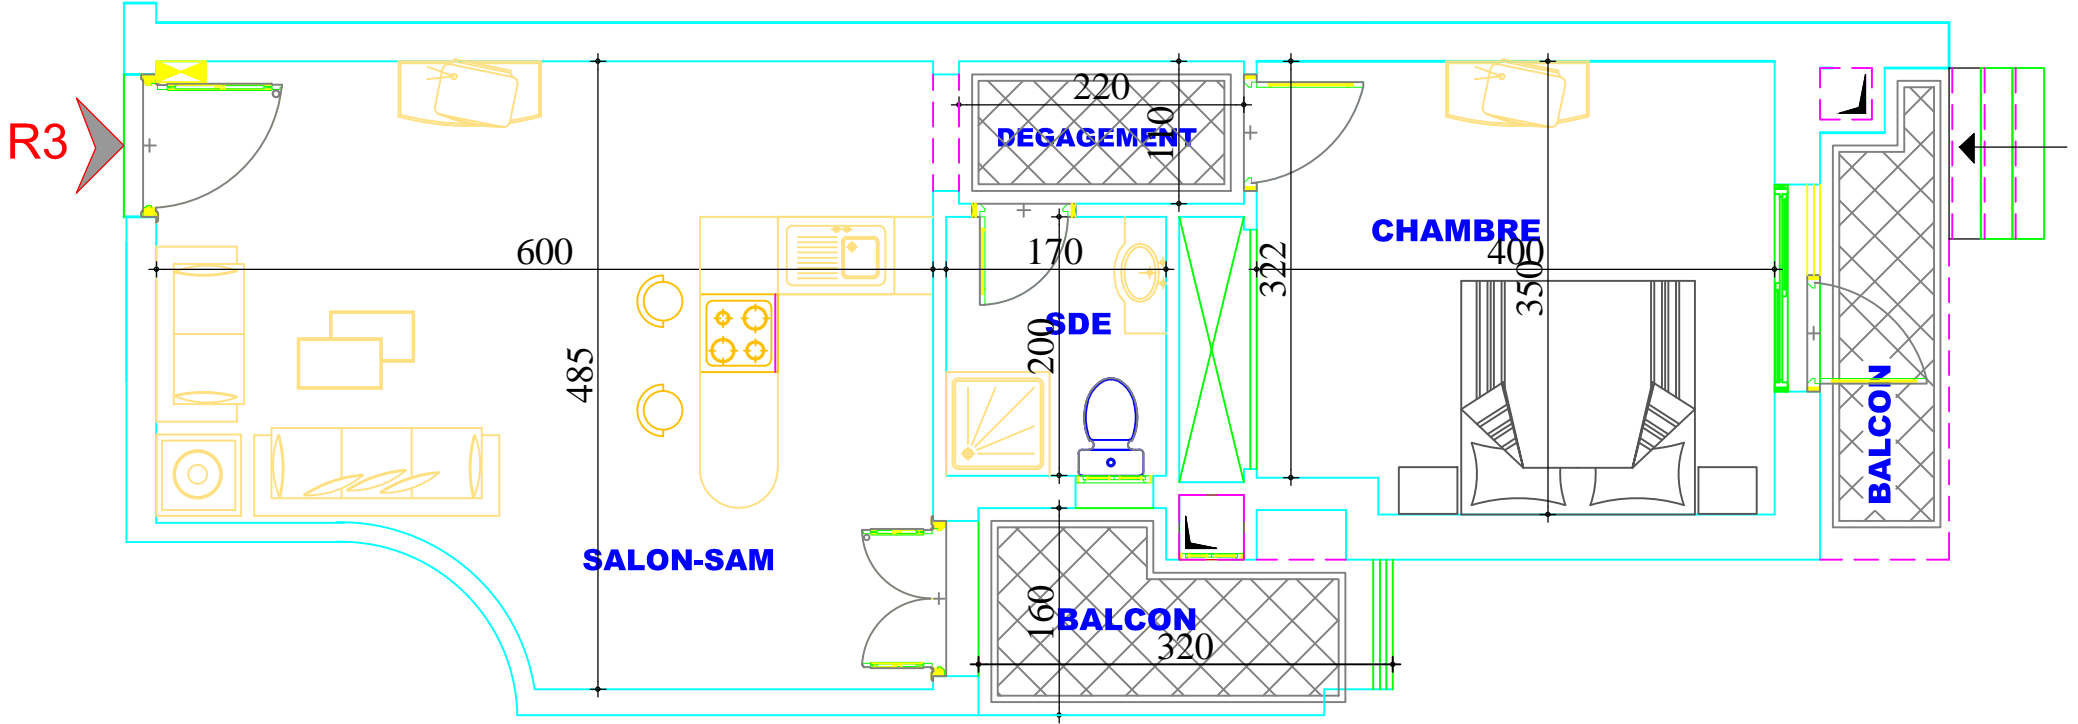 R3
220
DEGAGEMENT
110
CHAMBRE
600
170
322
400
350
SDE
200
485
BALCON
SALON-SAM
160
BALCON
320